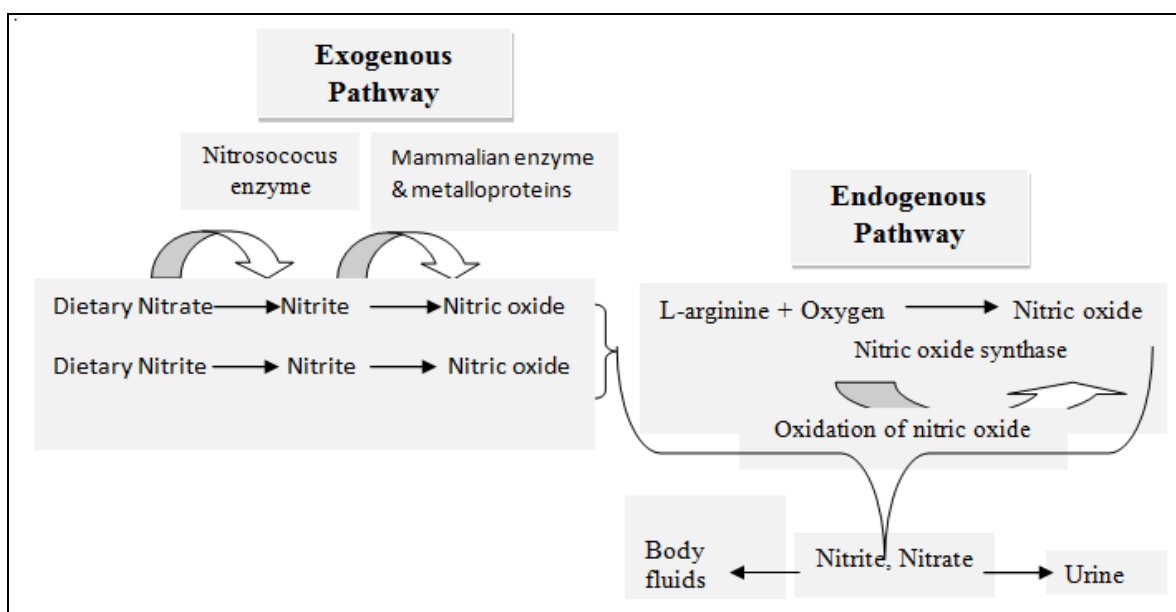 Exogenous
Pathway
Nitrosococus
enzyme
Mammalian enzyme
& metalloproteins
Dietary Nitrate Nitrite Nitric oxide
Dietary Nitrite Nitrite Nitric oxide
Endogenous
Pathway
L-arginine + Oxygen Nitric oxide
Nitric oxide synthase
Oxidation of nitric oxide
Body
fluids
Nitrite, Nitrate
Urine